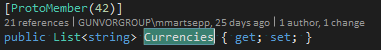 [ProtoMember(42)]
21 references | GUNVORGROUP\mmartsepp, 25 days ago | 1 author, 1 change
public List<string> Currencies { get; set; }